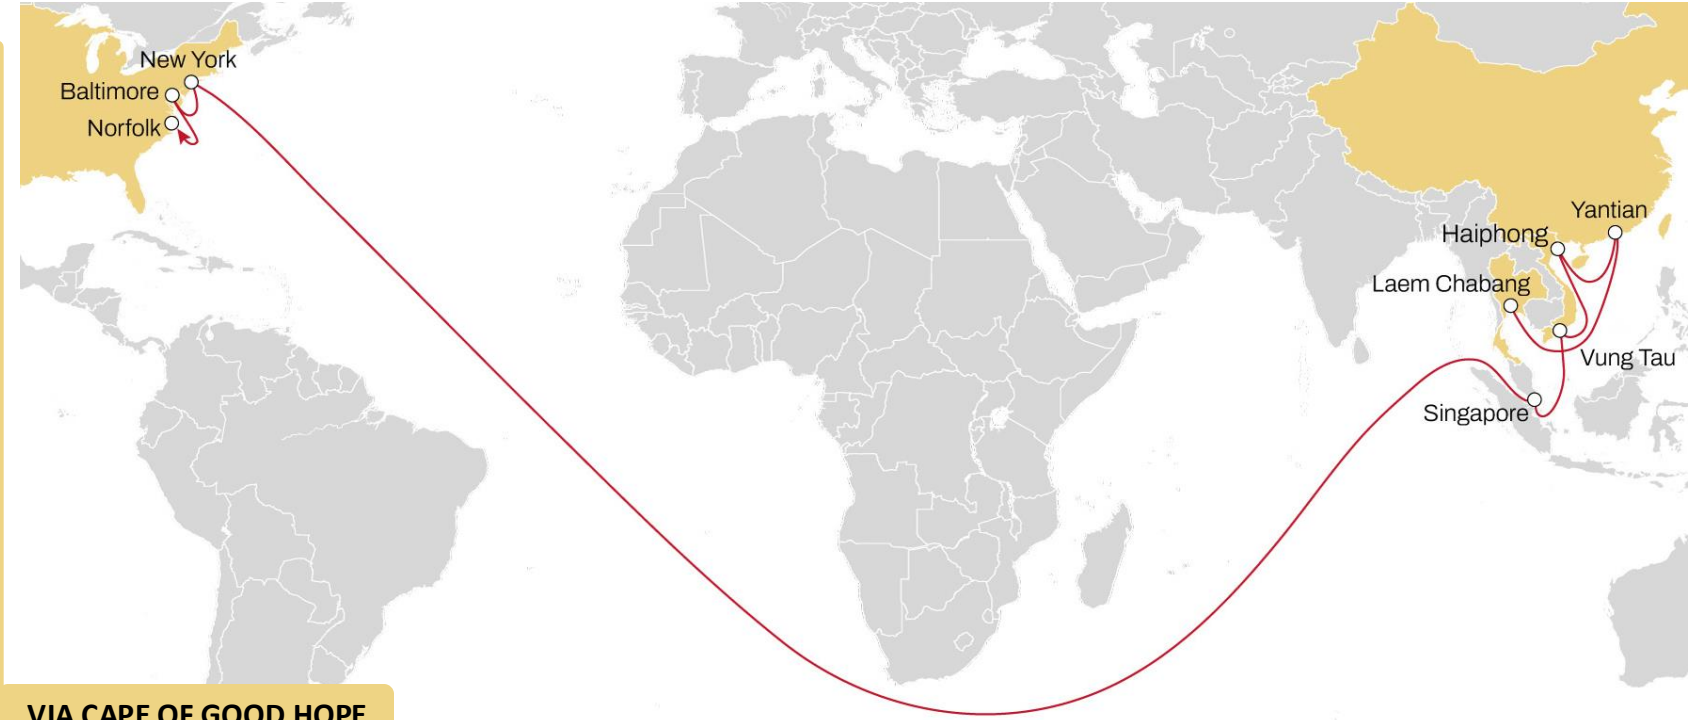 New York
Baltimore
Norfolk
Yantian
Haiphong
Laem Chabang
Vung Tau
Singapore
VIA CAPE OF GOOD HOPE